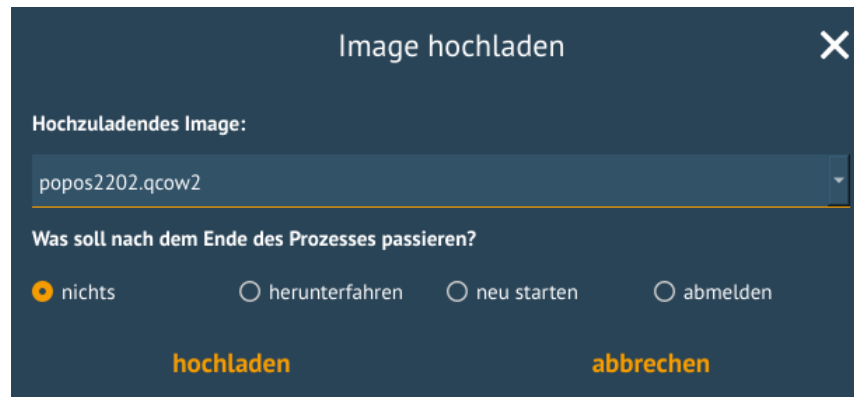 Image hochladen
Hochzuladendes Image:
popos2202.qcow2
Was soll nach dem Ende des Prozesses passieren?
nichts herunterfahren neu starten abmelden
hochladen abbrechen